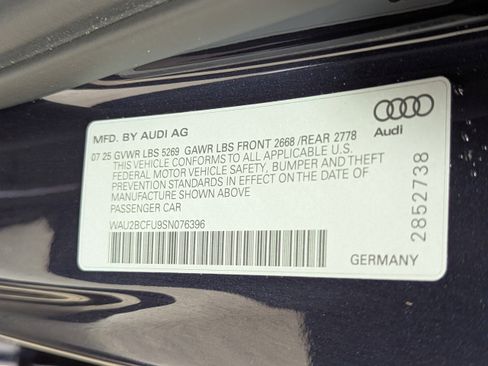 MFD. BY AUDI AG
07 25 GVWR LBS 5269 GAWR LBS FRONT 2668 /REAR 2778
THIS VEHICLE CONFORMS TO ALL APPLICABLE U.S.
FEDERAL MOTOR VEHICLE SAFETY, BUMPER AND THEFT
PREVENTION STANDARDS IN EFFECT ON THE DATE OF
MANUFACTURE SHOWN ABOVE
PASSENGER CAR
WAU2BCFU9SN076396
Audi
2852738
GERMANY